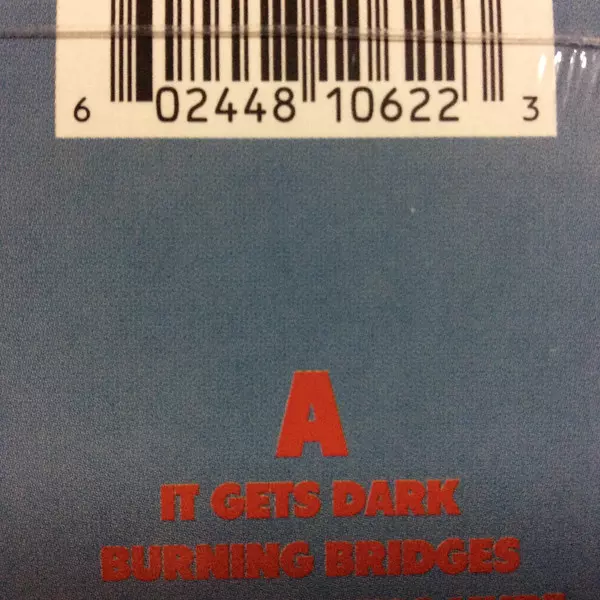 6 02448 10622 3
A
IT GETS DARK
BURNING BRIDGES